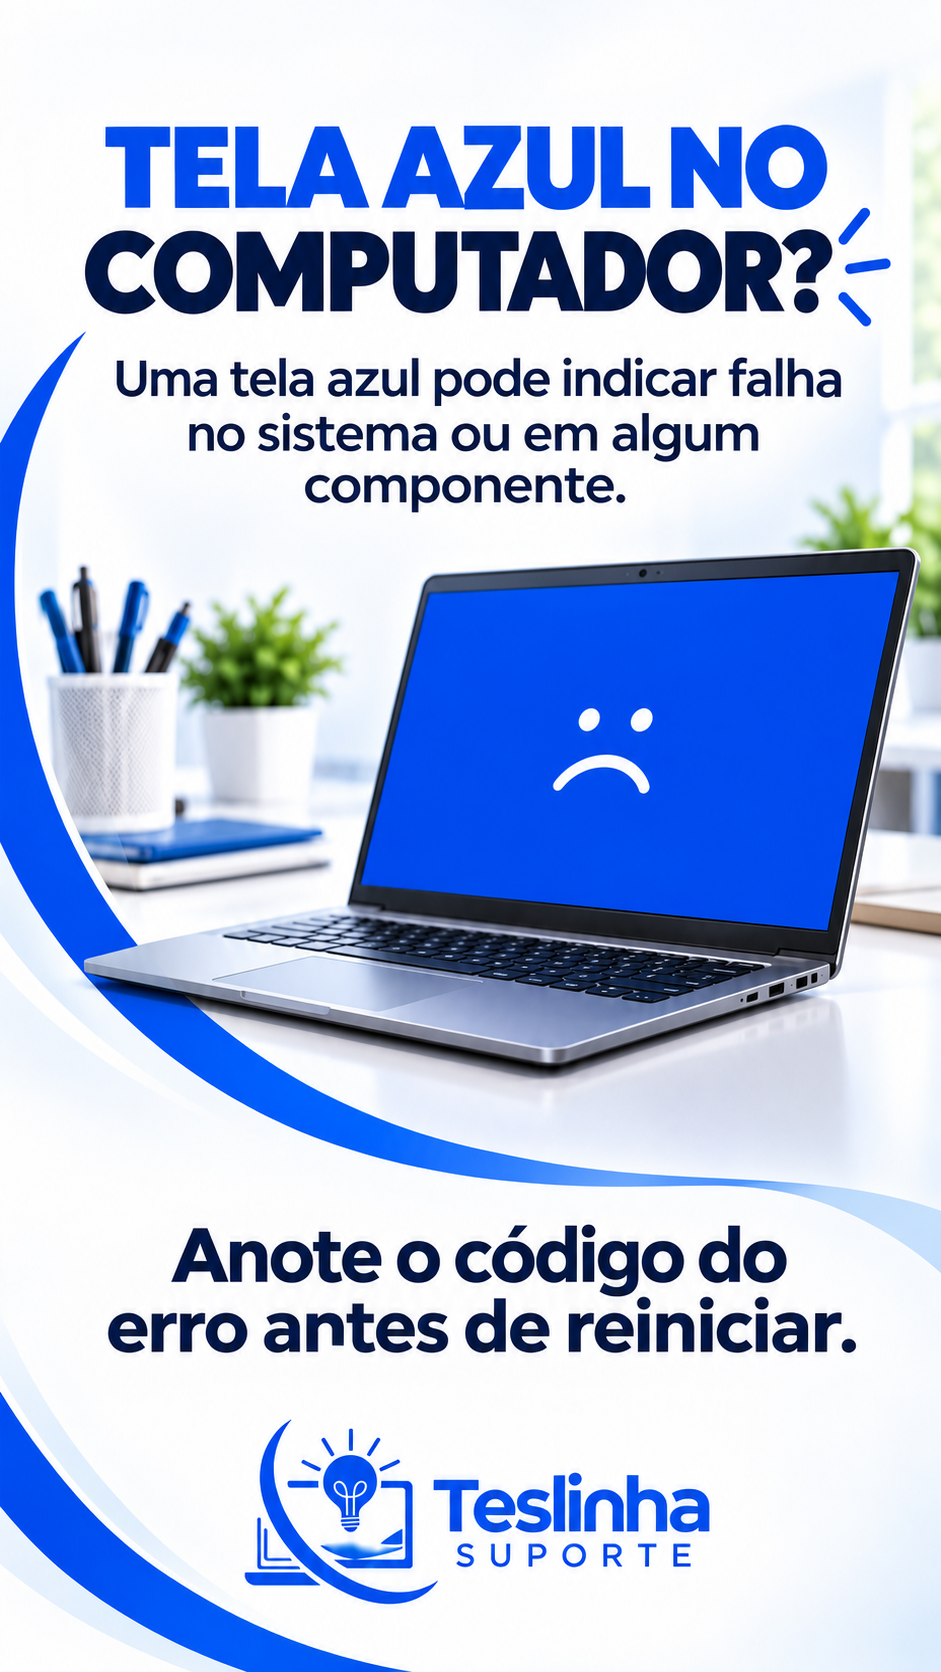 TELA AZUL NO
COMPUTADOR?
Uma tela azul pode indicar falha
no sistema ou em algum
componente.
Anote o código do
erro antes de reiniciar.
Teslinha
SUPORTE